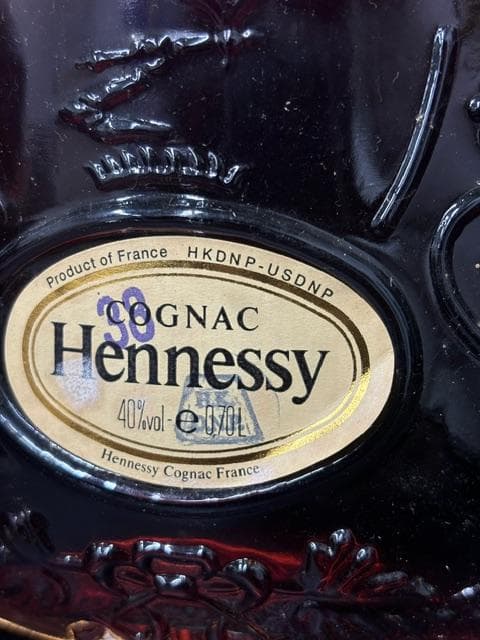 Product of France HKDNP-USDNP
38
COGNAC
Hennessy
40%vol - e 0,70L
Hennessy Cognac France